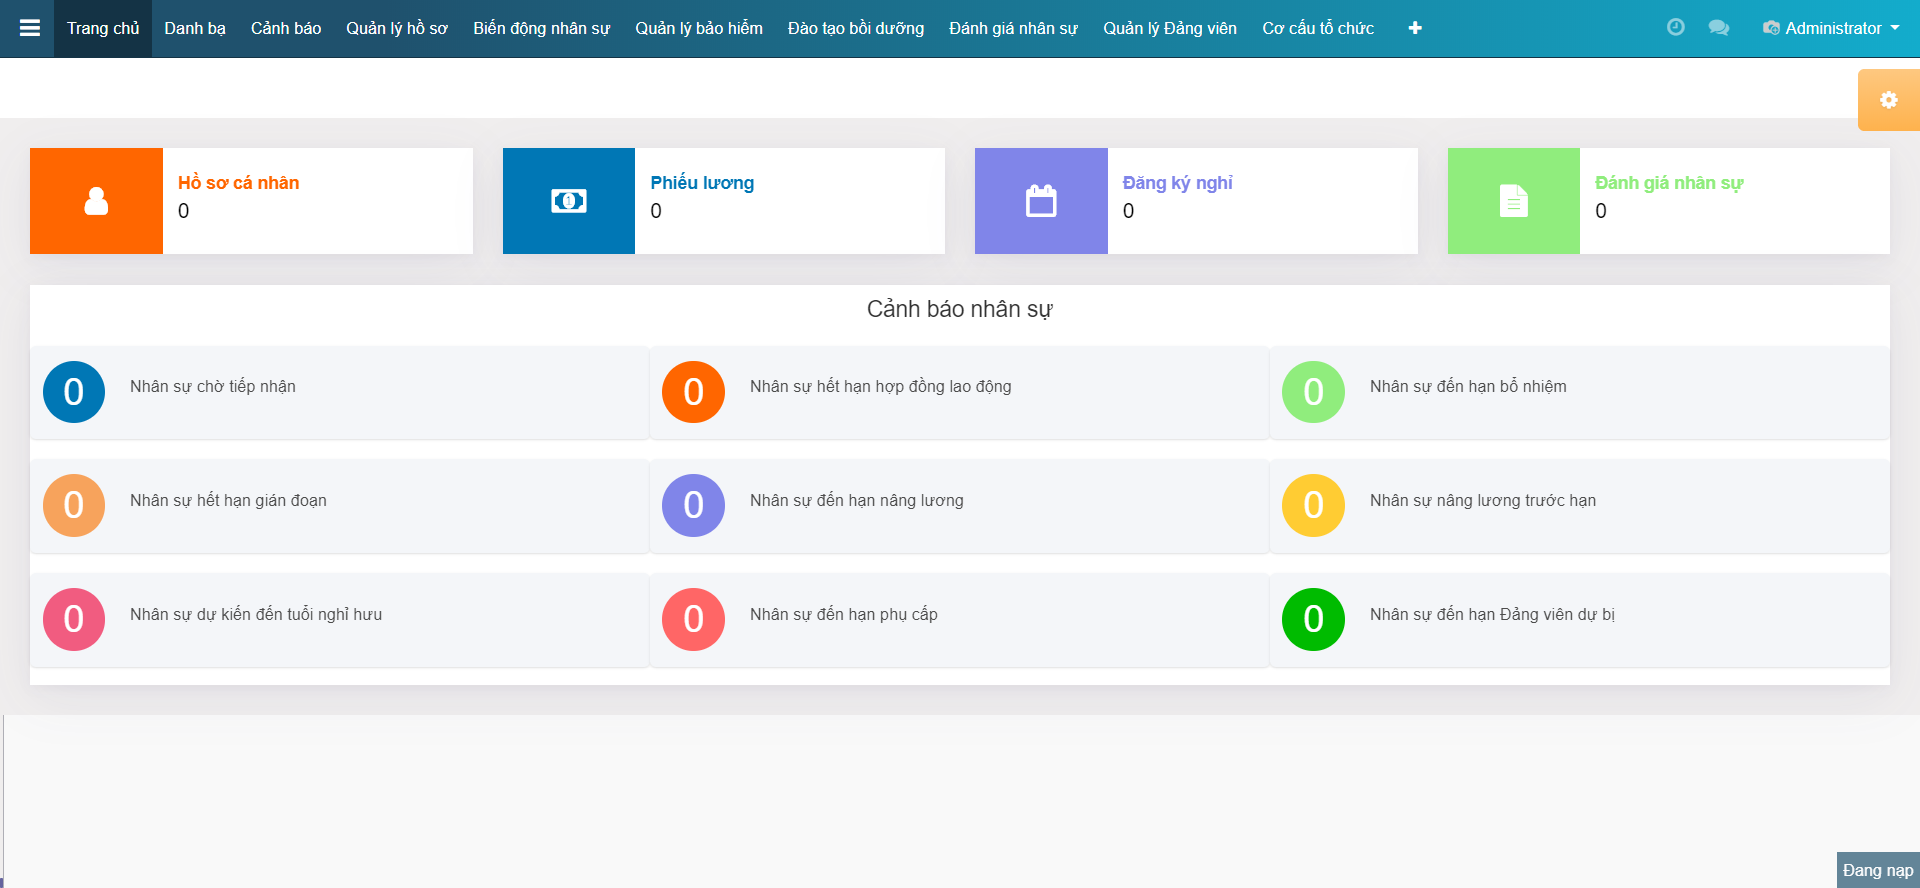 Trang chủ Danh bạ Cảnh báo Quản lý hồ sơ Biến động nhân sự Quản lý bảo hiểm Đào tạo bồi dưỡng Đánh giá nhân sự Quản lý Đảng viên Cơ cấu tổ chức Administrator
Hồ sơ cá nhân
0
Phiếu lương
0
Đăng ký nghỉ
0
Đánh giá nhân sự
0
Cảnh báo nhân sự
0 Nhân sự chờ tiếp nhận
0 Nhân sự hết hạn hợp đồng lao động
0 Nhân sự đến hạn bổ nhiệm
0 Nhân sự hết hạn gián đoạn
0 Nhân sự đến hạn nâng lương
0 Nhân sự nâng lương trước hạn
0 Nhân sự dự kiến đến tuổi nghỉ hưu
0 Nhân sự đến hạn phụ cấp
0 Nhân sự đến hạn Đảng viên dự bị
Đang nạp